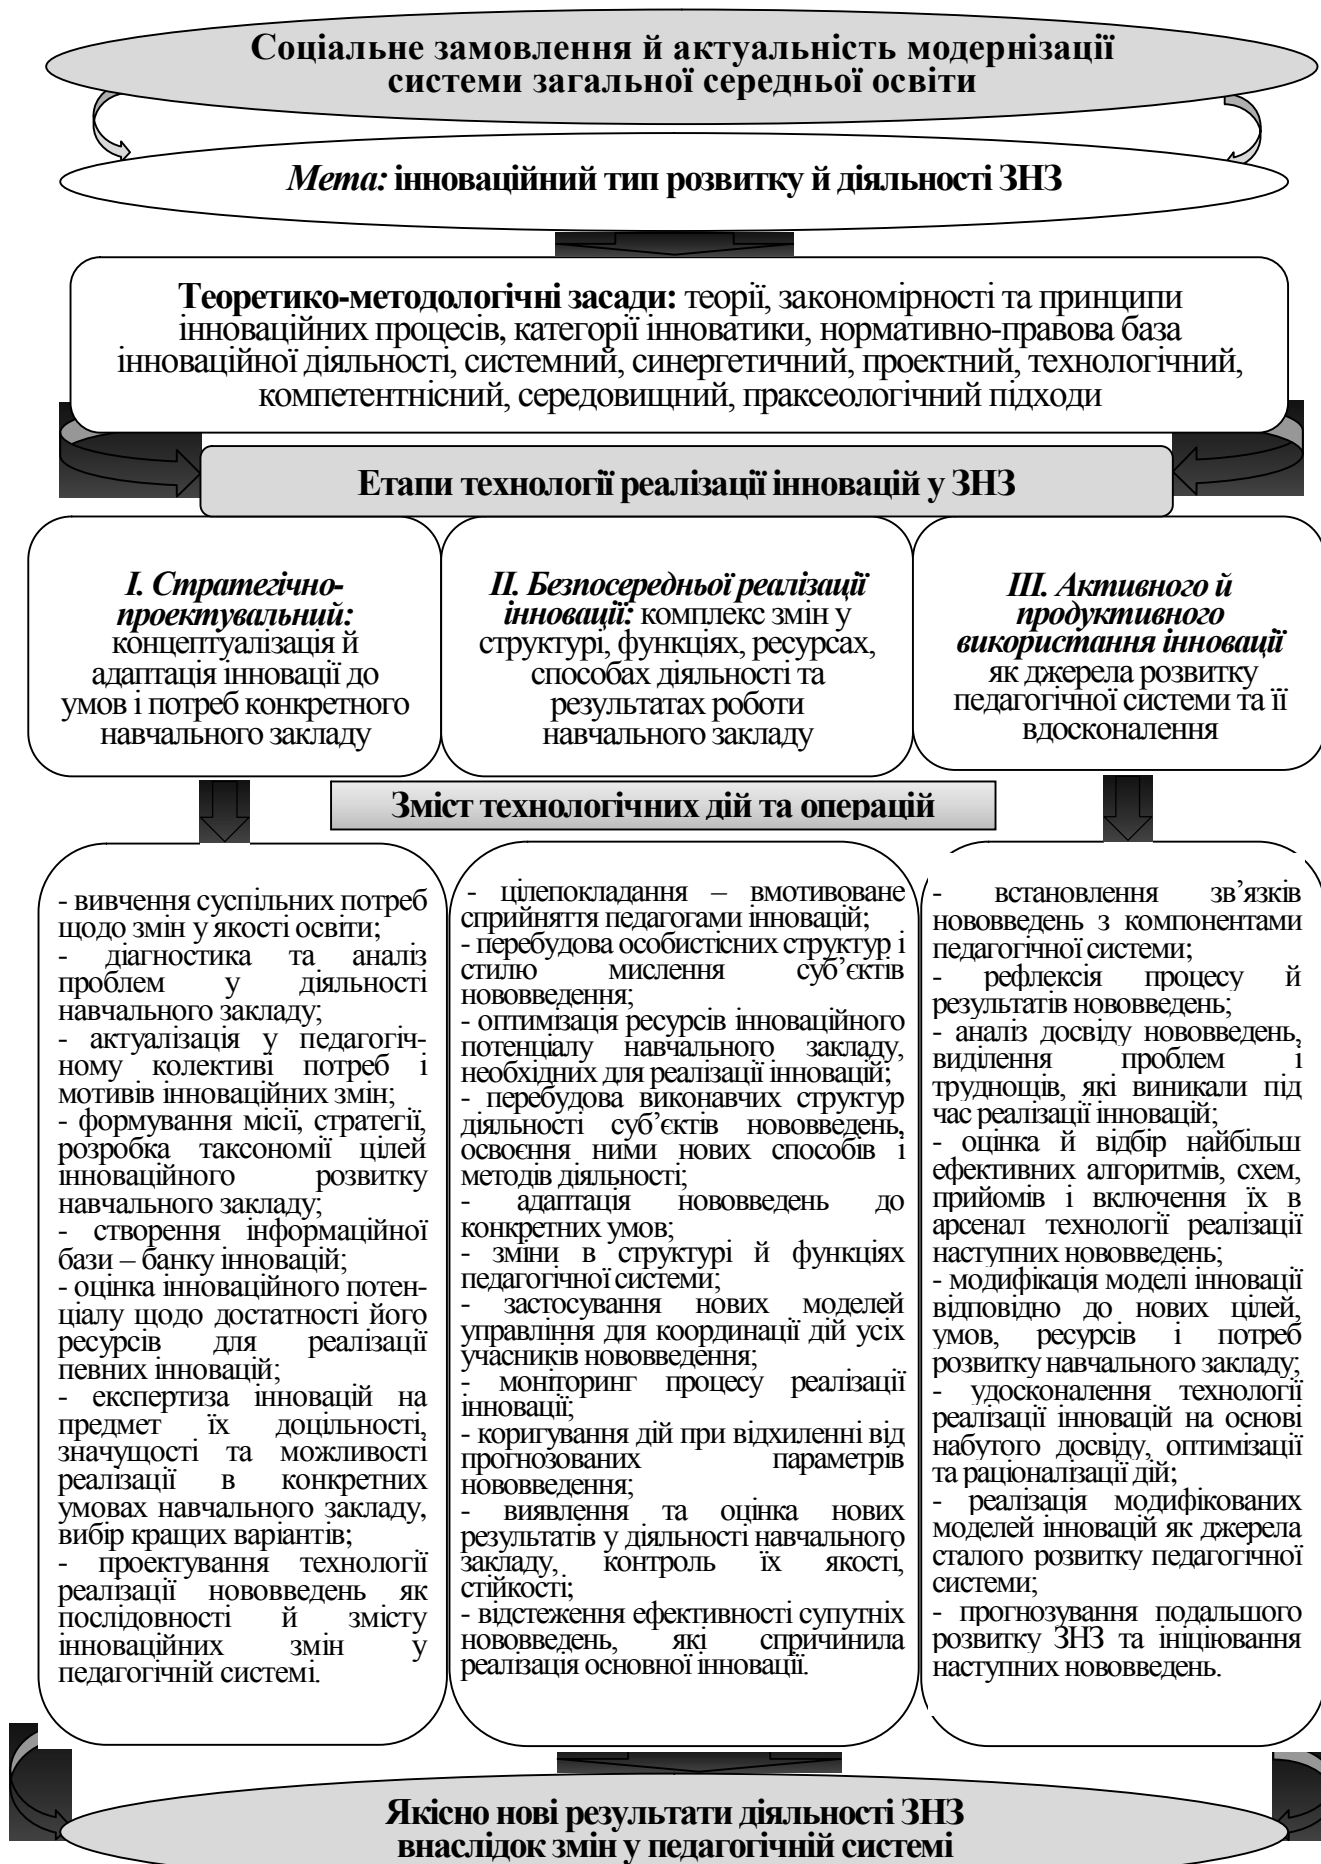 Соціальне замовлення й актуальність модернізації
системи загальної середньої освіти
Мета: інноваційний тип розвитку й діяльності ЗНЗ
Теоретико-методологічні засади: теорії, закономірності та принципи
інноваційних процесів, категорії інноватики, нормативно-правова база
інноваційної діяльності, системний, синергетичний, проектний, технологічний,
компетентнісний, середовищний, праксеологічний підходи
Етапи технології реалізації інновацій у ЗНЗ
І. Стратегічно-
проектувальний:
концептуалізація й
адаптація інновації до
умов і потреб конкретного
навчального закладу
ІІ. Безпосередньої реалізації
інновації: комплекс змін у
структурі, функціях, ресурсах,
способах діяльності та
результатах роботи
навчального закладу
ІІІ. Активного й
продуктивного
використання інновації
як джерела розвитку
педагогічної системи та її
вдосконалення
Зміст технологічних дій та операцій
- вивчення суспільних потреб
щодо змін у якості освіти;
- діагностика та аналіз
проблем у діяльності
навчального закладу;
- актуалізація у педагогіч-
ному колективі потреб і
мотивів інноваційних змін;
- формування місії, стратегії,
розробка таксономії цілей
інноваційного розвитку
навчального закладу;
- створення інформаційної
бази – банку інновацій;
- оцінка інноваційного потен-
ціалу щодо достатності його
ресурсів для реалізації
певних інновацій;
- експертиза інновацій на
предмет їх доцільності,
значущості та можливості
реалізації в конкретних
умовах навчального закладу,
вибір кращих варіантів;
- проектування технології
реалізації нововведень як
послідовності й змісту
інноваційних змін у
педагогічній системі.
- цілепокладання – вмотивоване
сприйняття педагогами інновацій;
- перебудова особистісних структур і
стилю мислення суб’єктів
нововведення;
- оптимізація ресурсів інноваційного
потенціалу навчального закладу,
необхідних для реалізації інновацій;
- перебудова виконавчих структур
діяльності суб’єктів нововведень,
освоєння ними нових способів і
методів діяльності;
- адаптація нововведень до
конкретних умов;
- зміни в структурі й функціях
педагогічної системи;
- застосування нових моделей
управління для координації дій усіх
учасників нововведення;
- моніторинг процесу реалізації
інновації;
- коригування дій при відхиленні від
прогнозованих параметрів
нововведення;
- виявлення та оцінка нових
результатів у діяльності навчального
закладу, контроль їх якості,
стійкості;
- відстеження ефективності супутніх
нововведень, які спричинила
реалізація основної інновації.
- встановлення зв’язків
нововведень з компонентами
педагогічної системи;
- рефлексія процесу й
результатів нововведень;
- аналіз досвіду нововведень,
виділення проблем і
труднощів, які виникали під
час реалізації інновацій;
- оцінка й відбір найбільш
ефективних алгоритмів, схем,
прийомів і включення їх в
арсенал технології реалізації
наступних нововведень;
- модифікація моделі інновації
відповідно до нових цілей,
умов, ресурсів і потреб
розвитку навчального закладу;
- удосконалення технології
реалізації інновацій на основі
набутого досвіду, оптимізації
та раціоналізації дій;
- реалізація модифікованих
моделей інновацій як джерела
сталого розвитку педагогічної
системи;
- прогнозування подальшого
розвитку ЗНЗ та ініціювання
наступних нововведень.
Якісно нові результати діяльності ЗНЗ
внаслідок змін у педагогічній системі